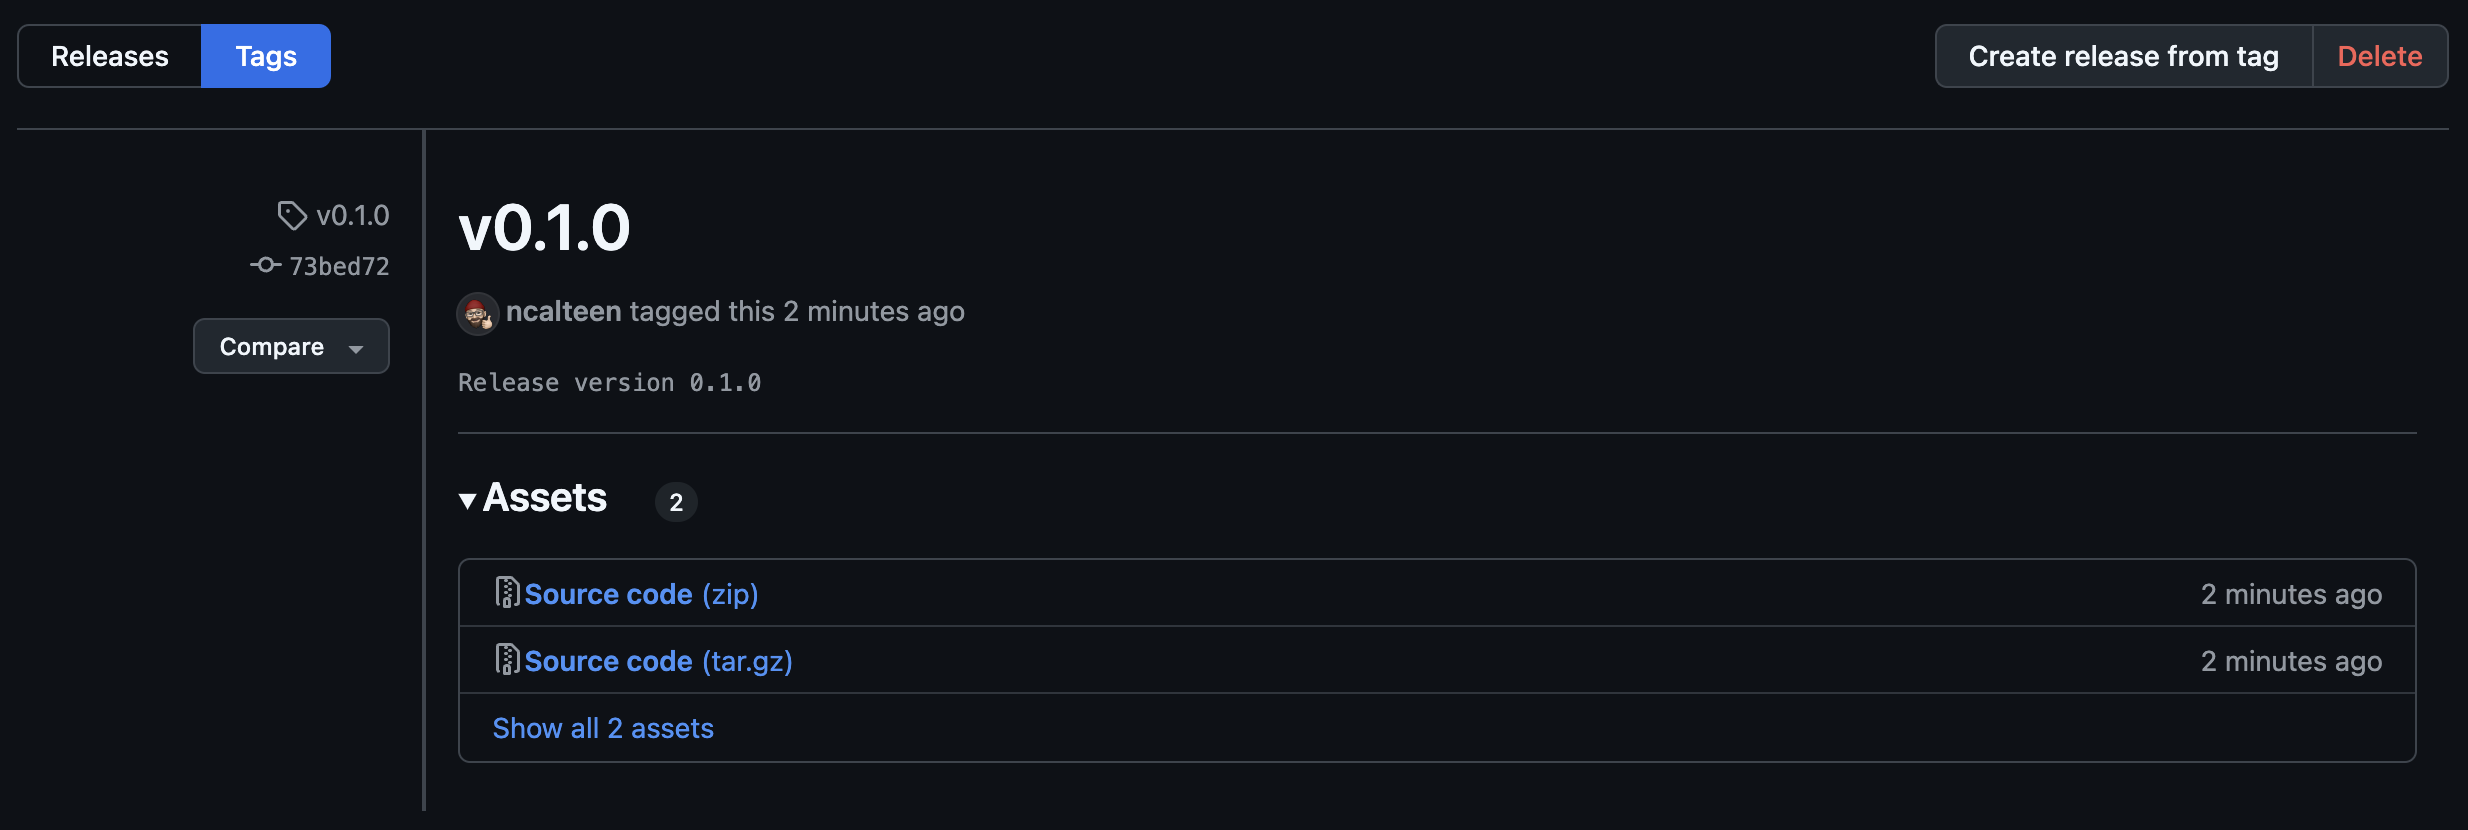 Releases Tags Create release from tag Delete
v0.1.0
73bed72
Compare
v0.1.0
ncalteen tagged this 2 minutes ago
Release version 0.1.0
Assets 2
Source code (zip) 2 minutes ago
Source code (tar.gz) 2 minutes ago
Show all 2 assets